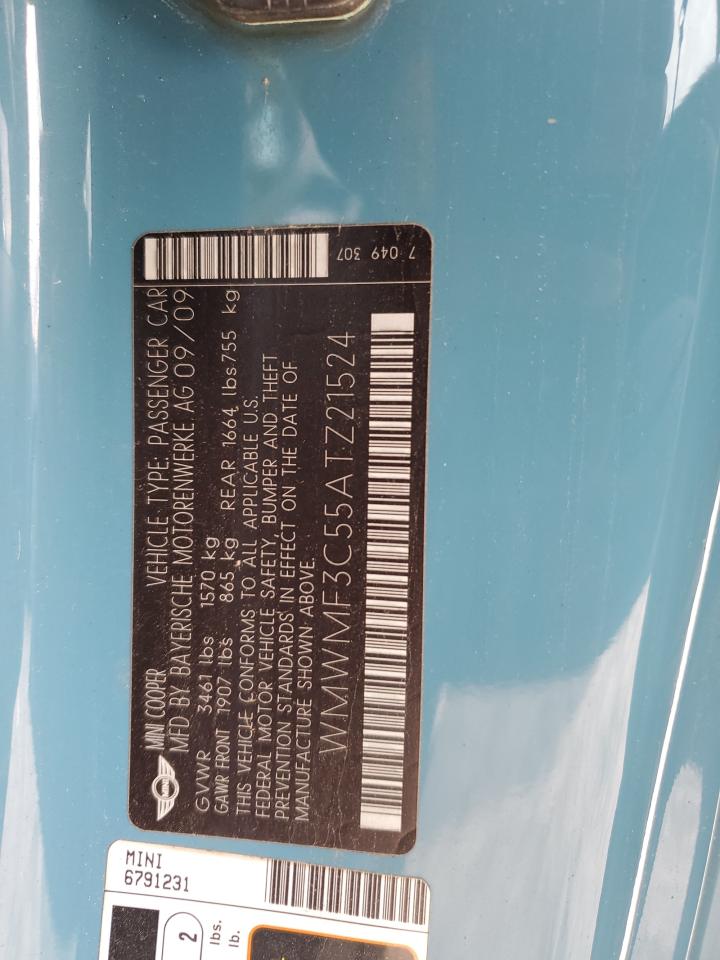 7 049 307
MINI COOPER VEHICLE TYPE: PASSENGER CAR
MFD BY BAYERISCHE MOTORENWERKE AG 09/09
GVWR 3461 lbs 1570 kg
GAWR FRONT 1907 lbs 865 kg REAR 1664 lbs 755 kg
THIS VEHICLE CONFORMS TO ALL APPLICABLE U.S.
FEDERAL MOTOR VEHICLE SAFETY, BUMPER AND THEFT
PREVENTION STANDARDS IN EFFECT ON THE DATE OF
MANUFACTURE SHOWN ABOVE.
WMWMF3C55ATZ21524
MINI
MINI
6791231
2
lbs.
lb.